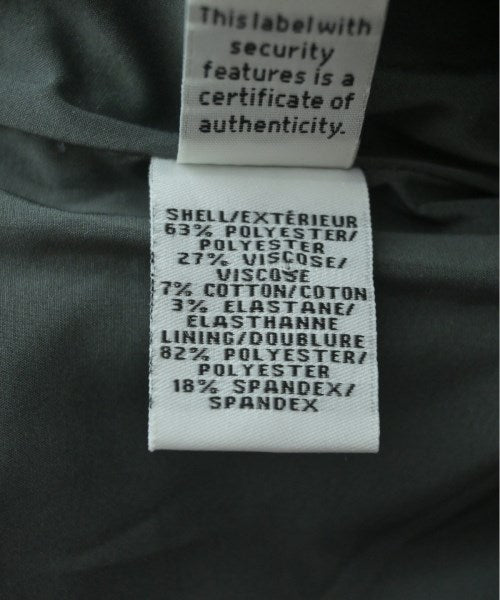 This label with
security
features is a
certificate of
authenticity.
SHELL/EXTÉRIEUR
63% POLYESTER/
POLYESTER
27% VISCOSE/
VISCOSE
7% COTTON/COTON
3% ELASTANE/
ELASTHANNE
LINING/DOUBLURE
82% POLYESTER/
POLYESTER
18% SPANDEX/
SPANDEX